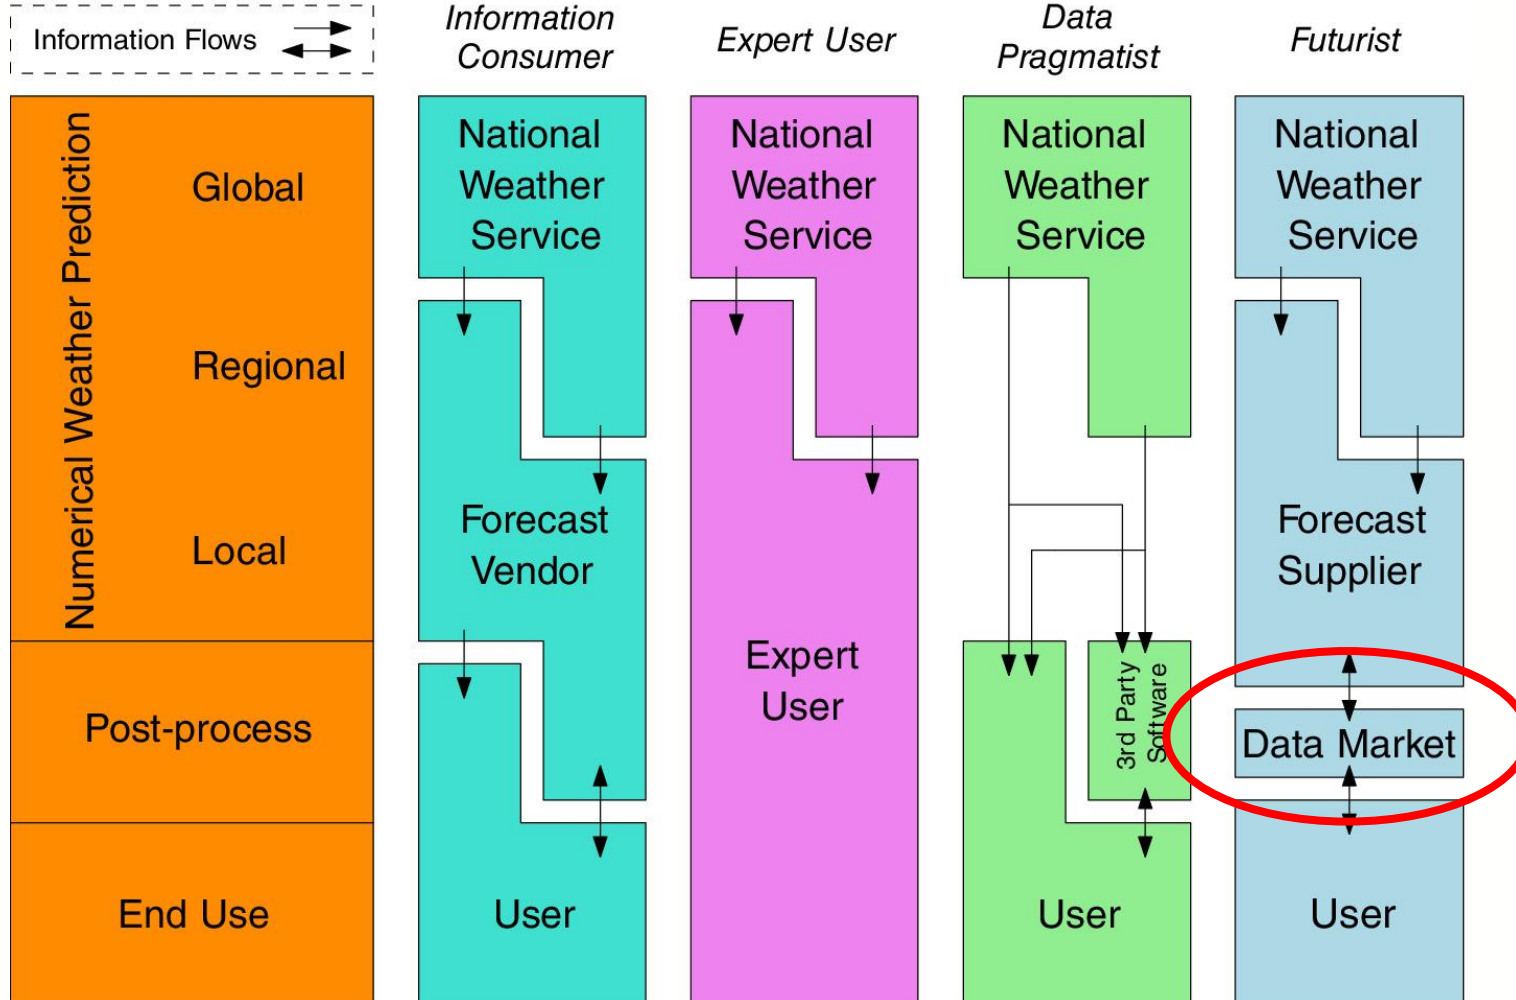 Information Flows
Information
Consumer
Expert User
Data
Pragmatist
Futurist
Numerical Weather Prediction
Global
Regional
Local
Post-process
End Use
National
Weather
Service
Forecast
Vendor
User
National
Weather
Service
Expert
User
National
Weather
Service
3rd Party
Software
User
National
Weather
Service
Forecast
Supplier
Data Market
User